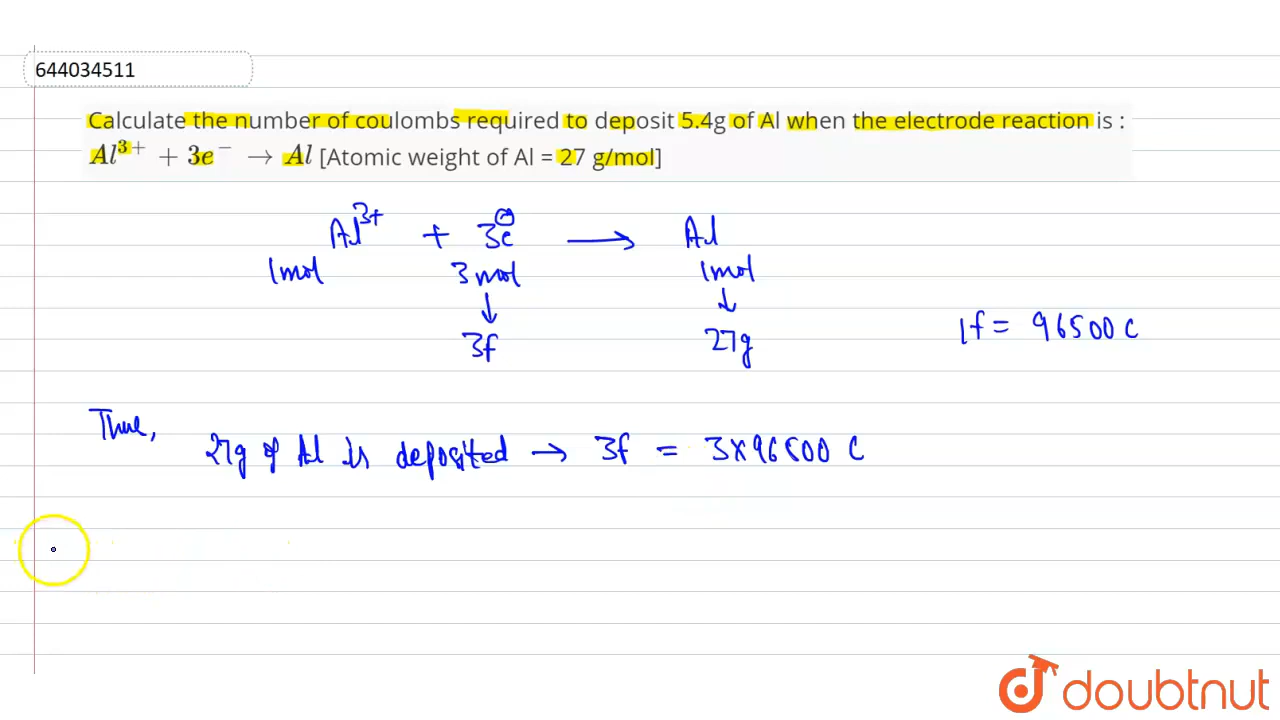 644034511
Calculate the number of coulombs required to deposit 5.4g of Al when the electrode reaction is :
Al³⁺ + 3e⁻ → Al [Atomic weight of Al = 27 g/mol]
Al³⁺ + 3e⊖ → Al
1mol 3 mol 1mol
↓ ↓
3f 27g
1f = 96500 C
Thus,
27g of Al is deposited → 3f = 3×96500 C
doubtnut